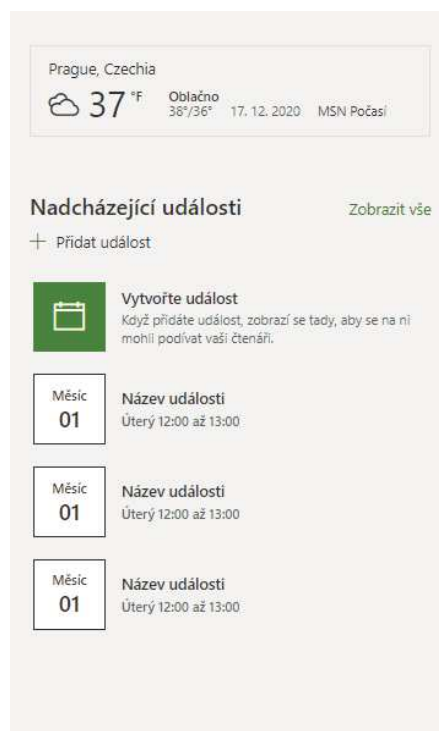 Prague, Czechia
37 °F Oblačno
38°/36° 17. 12. 2020 MSN Počasí
Nadcházející události Zobrazit vše
+ Přidat událost
Vytvořte událost
Když přidáte událost, zobrazí se tady, aby se na ni
mohli podívat vaši čtenáři.
Měsíc
01
Název události
Úterý 12:00 až 13:00
Měsíc
01
Název události
Úterý 12:00 až 13:00
Měsíc
01
Název události
Úterý 12:00 až 13:00